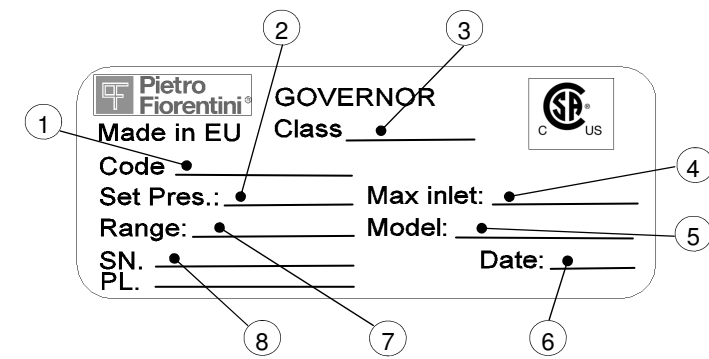 2
3
Pietro
Fiorentini®
GOVERNOR
CSA®
C US
1
Made in EU
Class
Code
4
Set Pres.:
Max inlet:
Range:
Model:
5
SN.
Date:
PL.
8
7
6